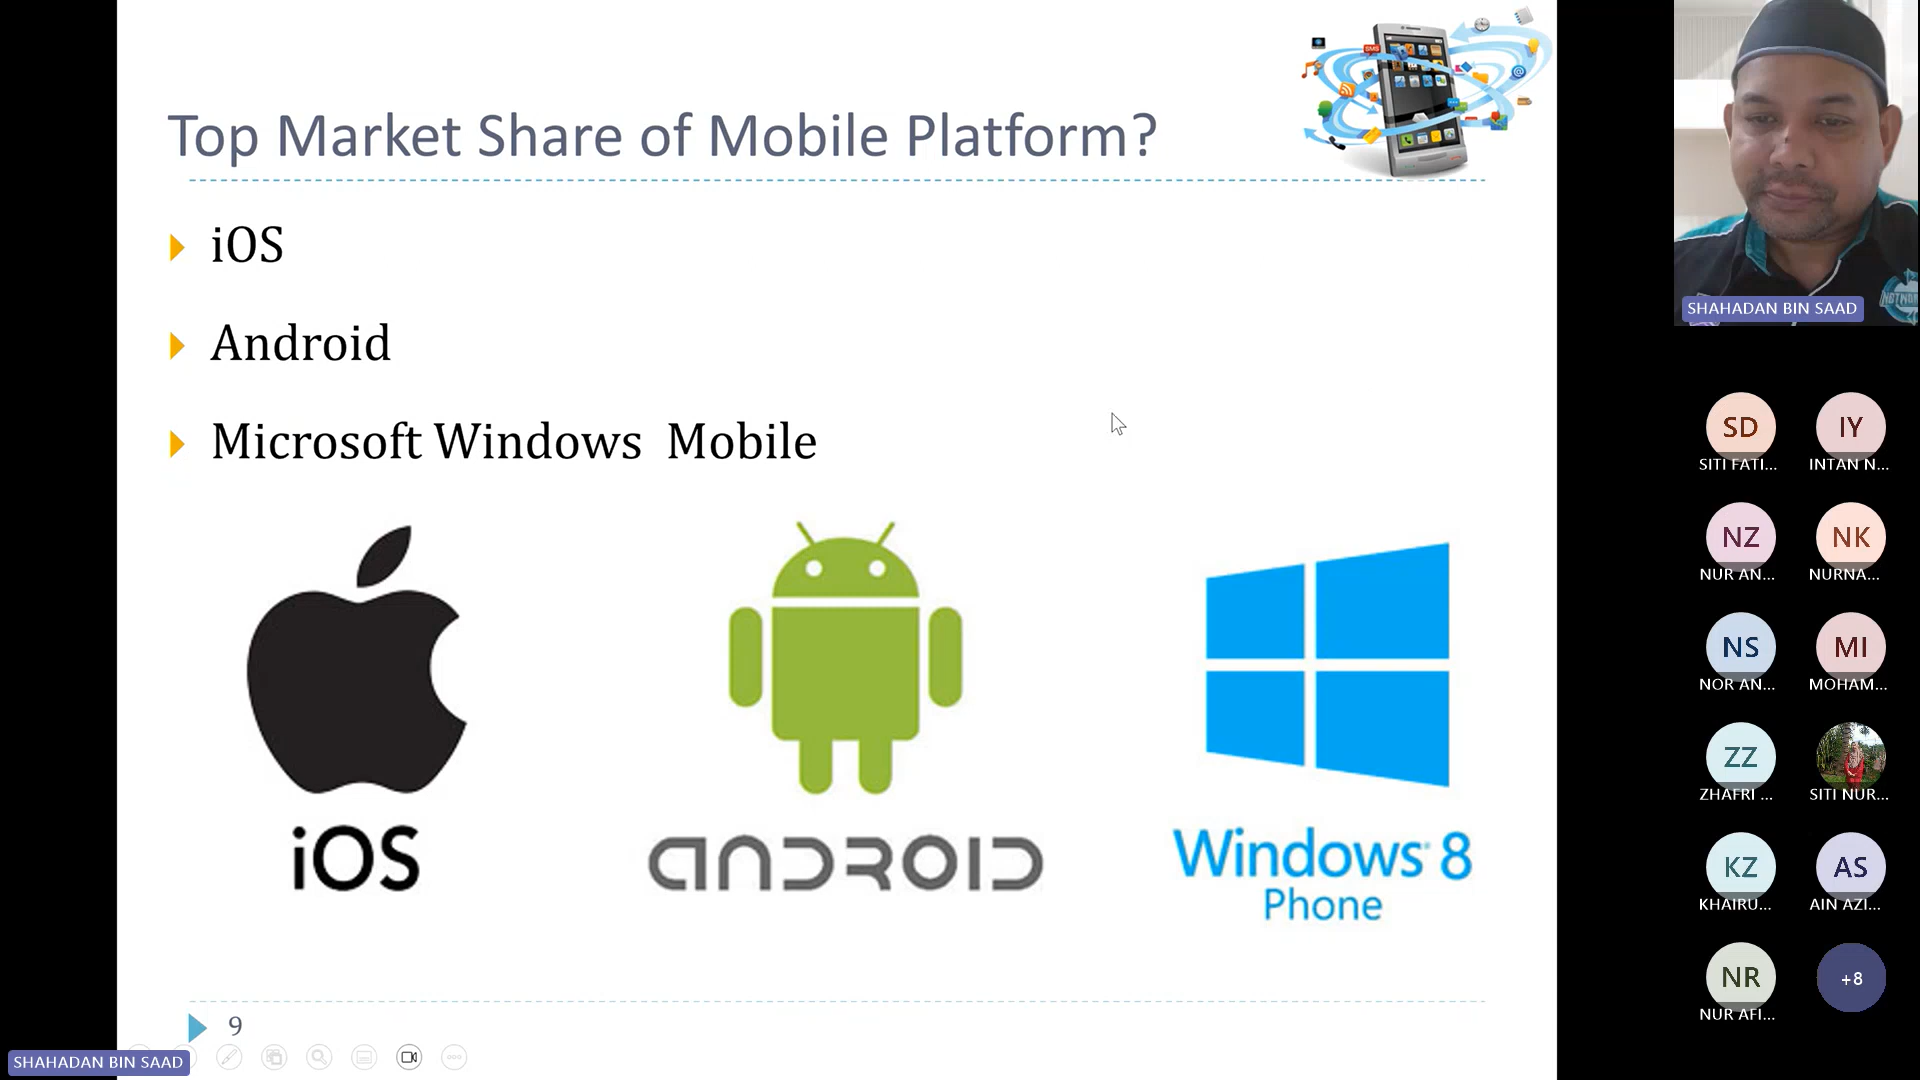 Top Market Share of Mobile Platform?
SMS
iOS
Android
Microsoft Windows  Mobile
iOS
ANDROID
Windows 8
Phone
9
SHAHADAN BIN SAAD
SHAHADAN BIN SAAD
SD
SITI FATI...
IY
INTAN N...
NZ
NUR AN...
NK
NURNA...
NS
NOR AN...
MI
MOHAM...
ZZ
ZHAFRI ...
SITI NUR...
KZ
KHAIRU...
AS
AIN AZI...
NR
NUR AFI...
+8